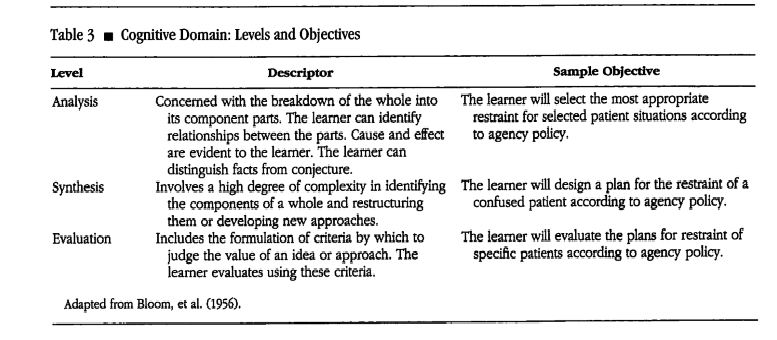 Table 3 ■ Cognitive Domain: Levels and Objectives
Level Descriptor Sample Objective
Analysis Concerned with the breakdown of the whole into
its component parts. The learner can identify
relationships between the parts. Cause and effect
are evident to the learner. The learner can
distinguish facts from conjecture.
The learner will select the most appropriate
restraint for selected patient situations according
to agency policy.
Synthesis Involves a high degree of complexity in identifying
the components of a whole and restructuring
them or developing new approaches.
The learner will design a plan for the restraint of a
confused patient according to agency policy.
Evaluation Includes the formulation of criteria by which to
judge the value of an idea or approach. The
learner evaluates using these criteria.
The learner will evaluate the plans for restraint of
specific patients according to agency policy.
Adapted from Bloom, et al. (1956).